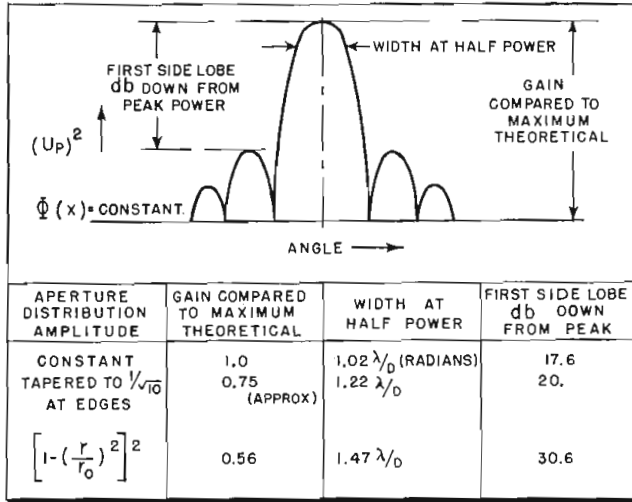 WIDTH AT HALF POWER
FIRST SIDE LOBE
db DOWN FROM
PEAK POWER
GAIN
COMPARED TO
MAXIMUM
THEORETICAL
(UP)²
Φ(x)=CONSTANT.
ANGLE
APERTURE DISTRIBUTION AMPLITUDE | GAIN COMPARED TO MAXIMUM THEORETICAL | WIDTH AT HALF POWER | FIRST SIDE LOBE db DOWN FROM PEAK
CONSTANT 1.0 1.02 λ/D (RADIANS) 17.6
TAPERED TO 1/√10 AT EDGES 0.75 (APPROX) 1.22 λ/D 20.
[1-(r/r₀)²]² 0.56 1.47 λ/D 30.6